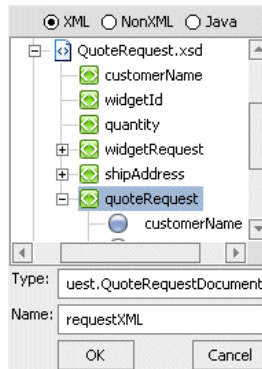 XML NonXML Java
QuoteRequest.xsd
customerName
widgetId
quantity
widgetRequest
shipAddress
quoteRequest
customerName
Type: uest.QuoteRequestDocument
Name: requestXML
OK Cancel